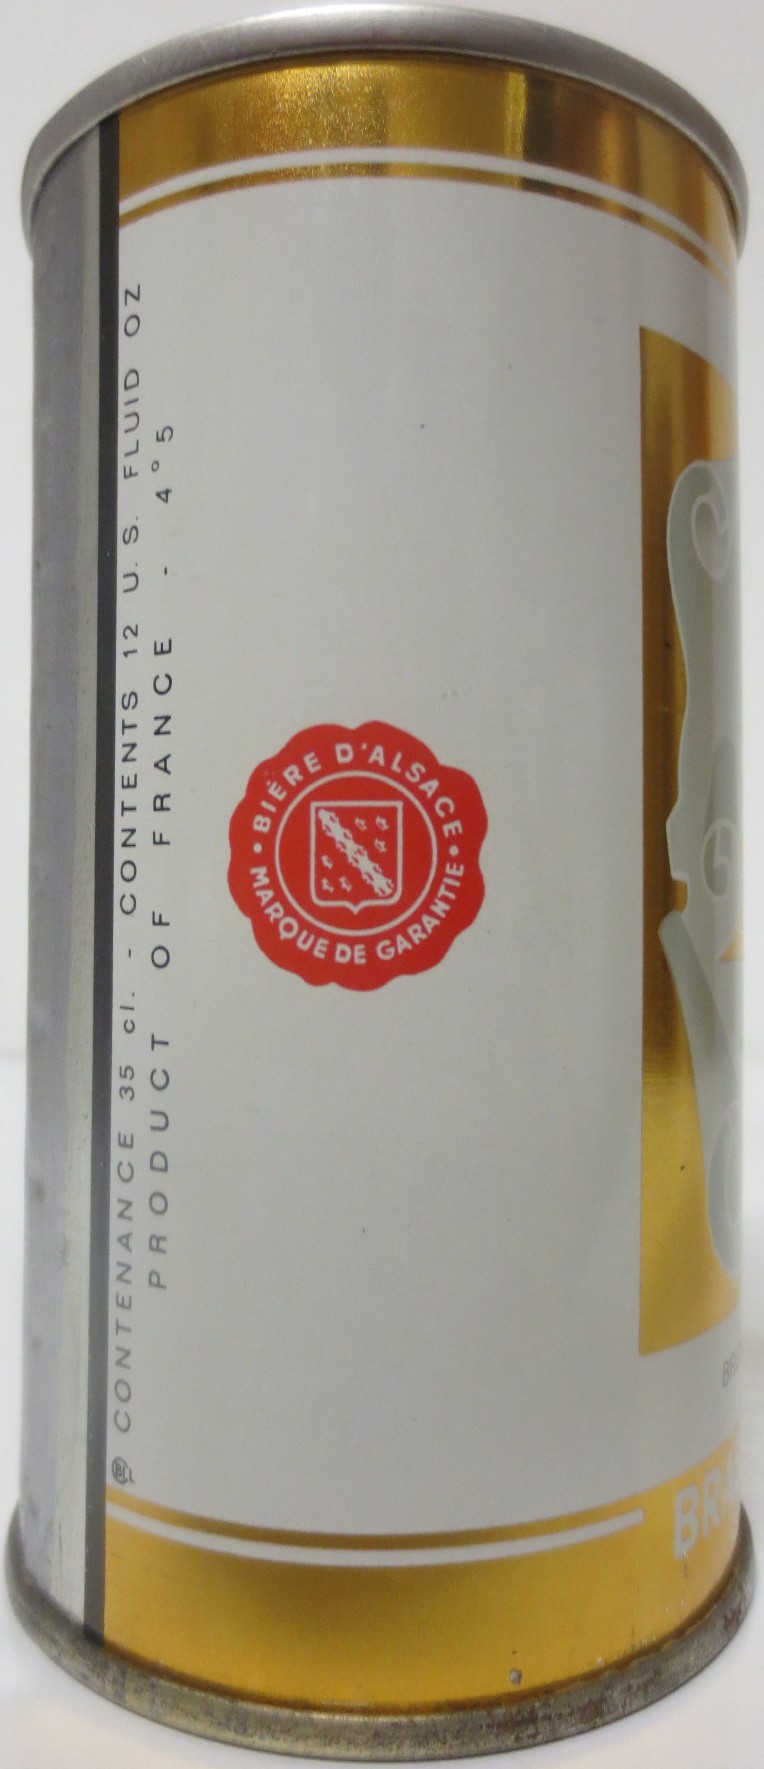 CONTENANCE 35 cl. - CONTENTS 12 U.S. FLUID OZ
PRODUCT OF FRANCE - 4°5
• BIÈRE D'ALSACE •
MARQUE DE GARANTIE